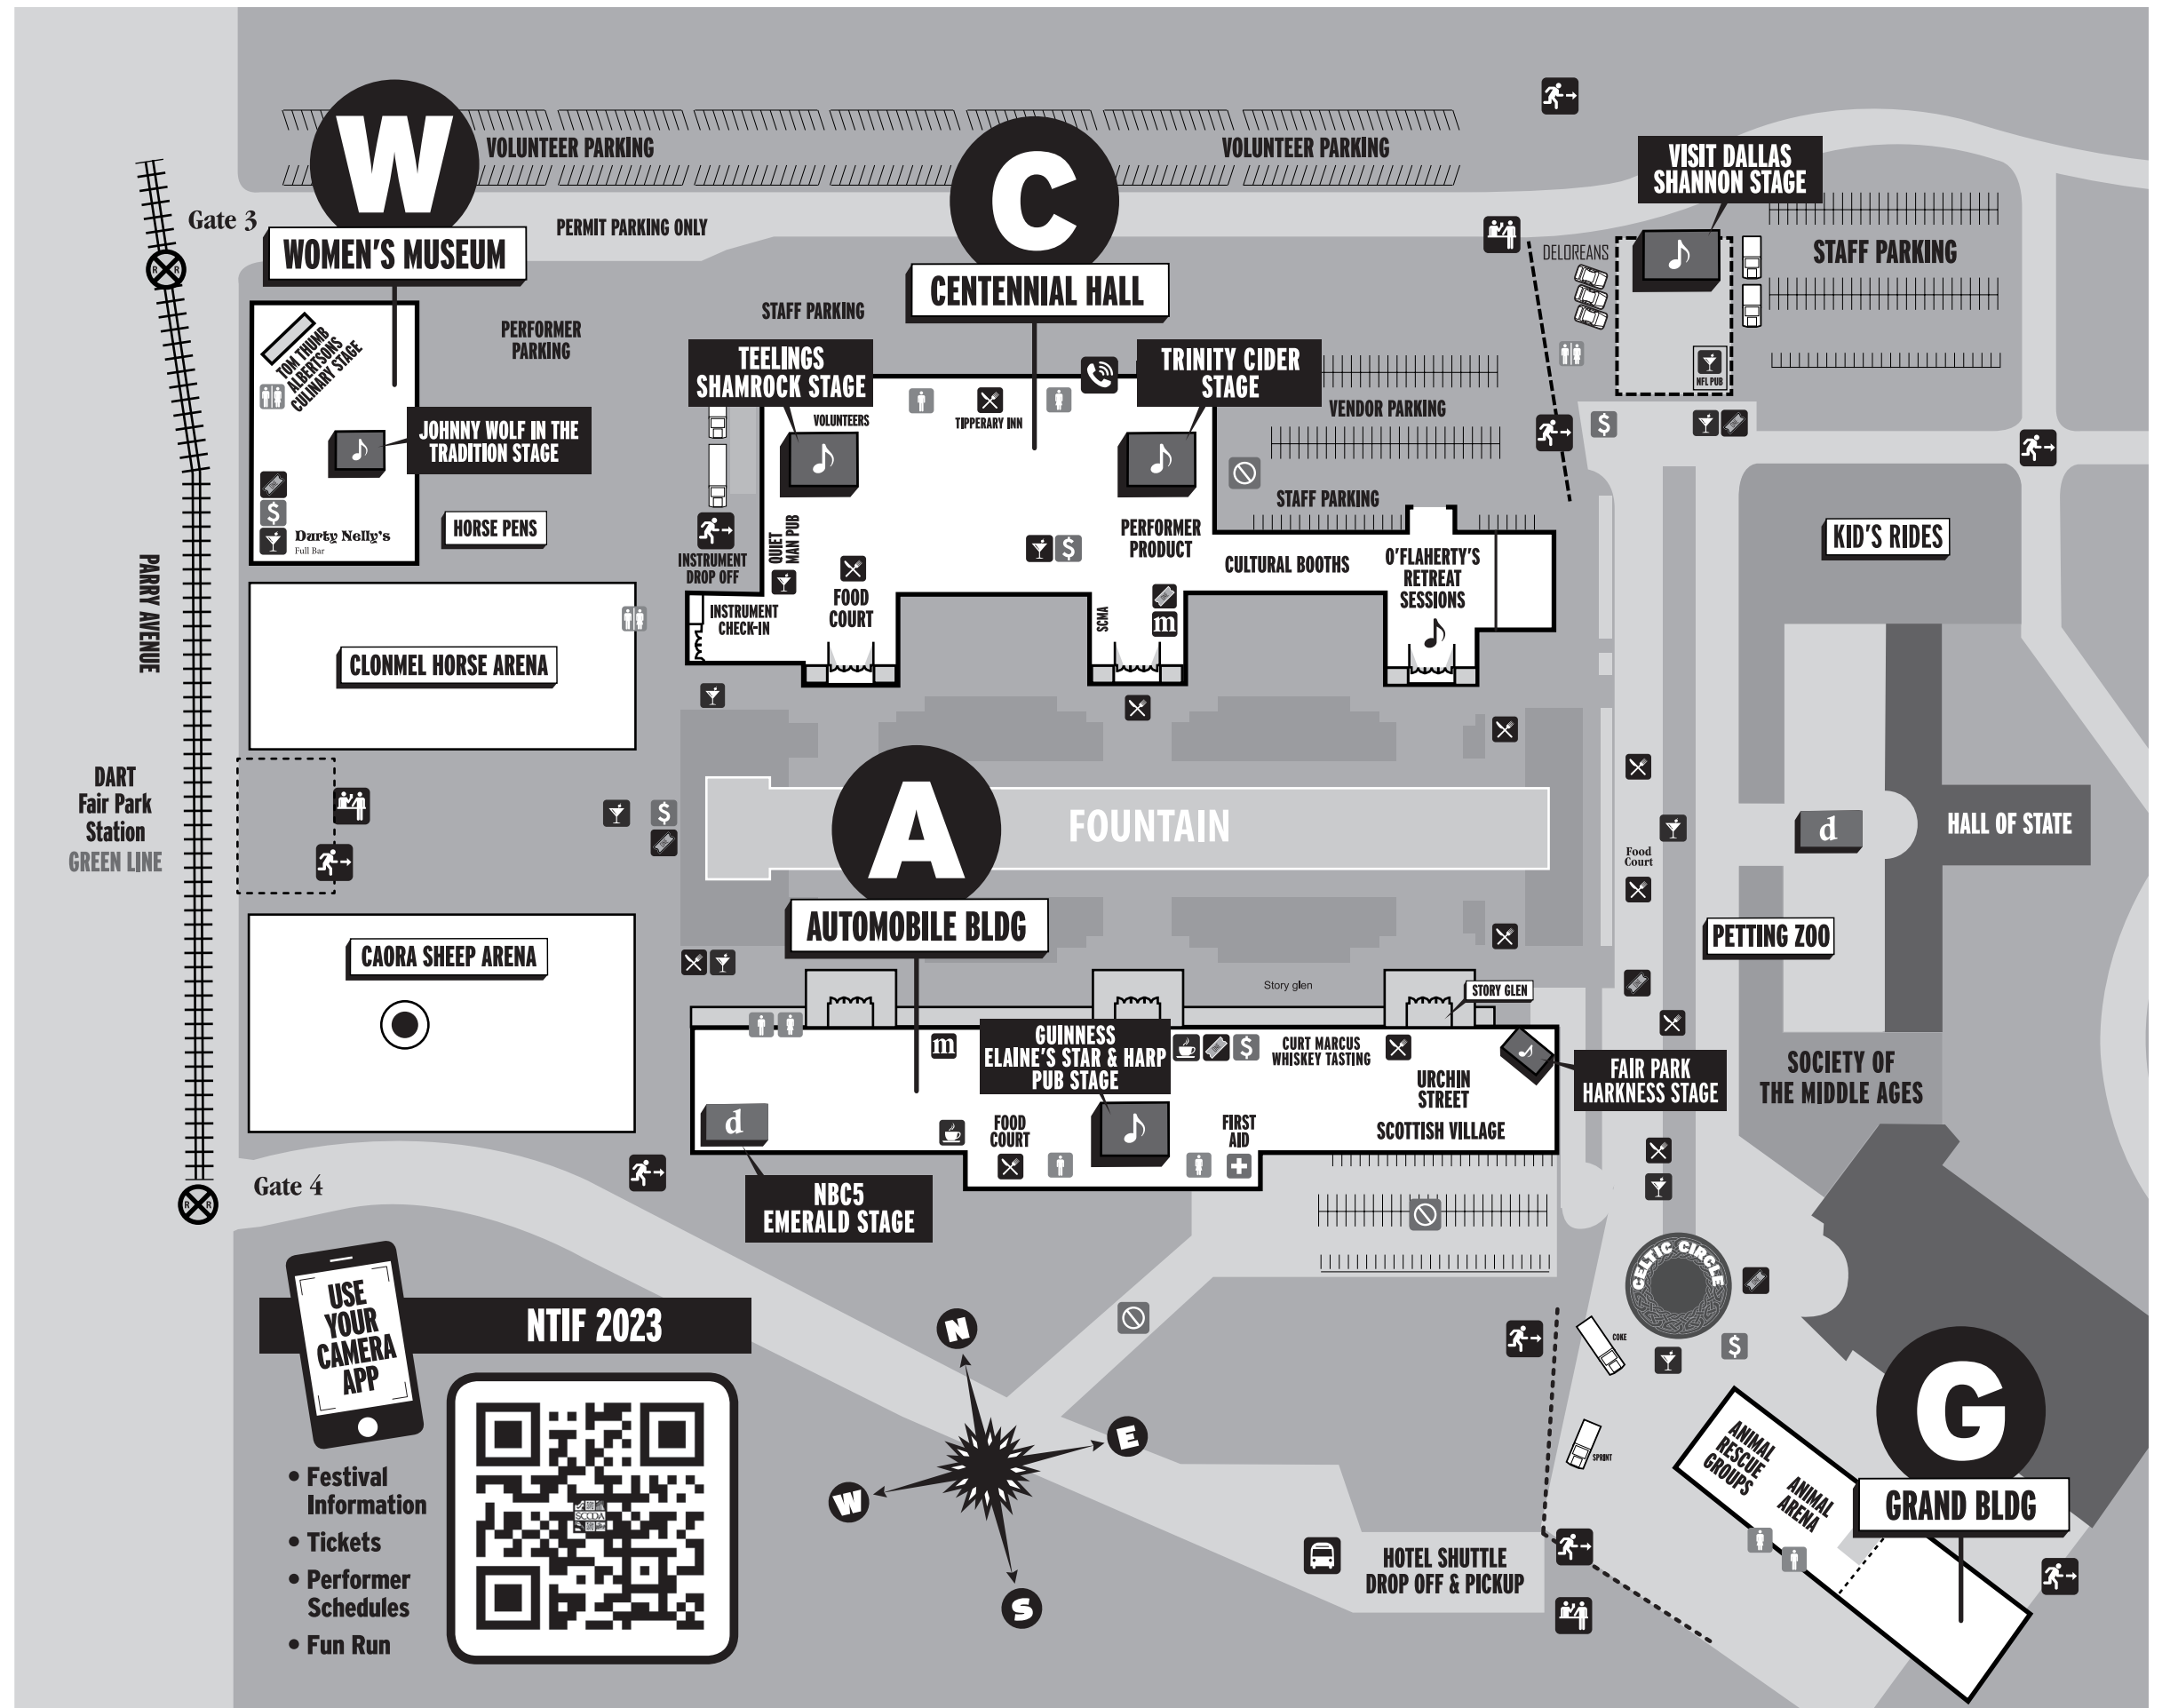 W
VOLUNTEER PARKING
C
VOLUNTEER PARKING
VISIT DALLAS
SHANNON STAGE
Gate 3
PERMIT PARKING ONLY
WOMEN'S MUSEUM
R R
CENTENNIAL HALL
DELOREANS
STAFF PARKING
NFL PUB
$
STAFF PARKING
PERFORMER
PARKING
TOM THUMB
ALBERTSONS
CULINARY STAGE
JOHNNY WOLF IN THE
TRADITION STAGE
$
Durty Nelly's
Full Bar
HORSE PENS
TEELINGS
SHAMROCK STAGE
VOLUNTEERS
TIPPERARY INN
TRINITY CIDER
STAGE
VENDOR PARKING
STAFF PARKING
INSTRUMENT
DROP OFF
QUIET
MAN PUB
INSTRUMENT
CHECK-IN
FOOD
COURT
$
PERFORMER
PRODUCT
SCMA
m
CULTURAL BOOTHS
O'FLAHERTY'S
RETREAT
SESSIONS
KID'S RIDES
PARRY AVENUE
CLONMEL HORSE ARENA
DART
Fair Park
Station
GREEN LINE
$
A
FOUNTAIN
AUTOMOBILE BLDG
Food
Court
d
HALL OF STATE
PETTING ZOO
CAORA SHEEP ARENA
Story glen
STORY GLEN
m
GUINNESS
ELAINE'S STAR & HARP
PUB STAGE
$
CURT MARCUS
WHISKEY TASTING
URCHIN
STREET
SCOTTISH VILLAGE
FAIR PARK
HARKNESS STAGE
SOCIETY OF
THE MIDDLE AGES
d
FOOD
COURT
FIRST
AID
NBC5
EMERALD STAGE
Gate 4
R R
CELTIC CIRCLE
$
COKE
SPRINT
USE
YOUR
CAMERA
APP
NTIF 2023
SCCDA
• Festival
Information
• Tickets
• Performer
Schedules
• Fun Run
N
E
W
S
HOTEL SHUTTLE
DROP OFF & PICKUP
G
GRAND BLDG
ANIMAL
RESCUE
GROUPS
ANIMAL
ARENA